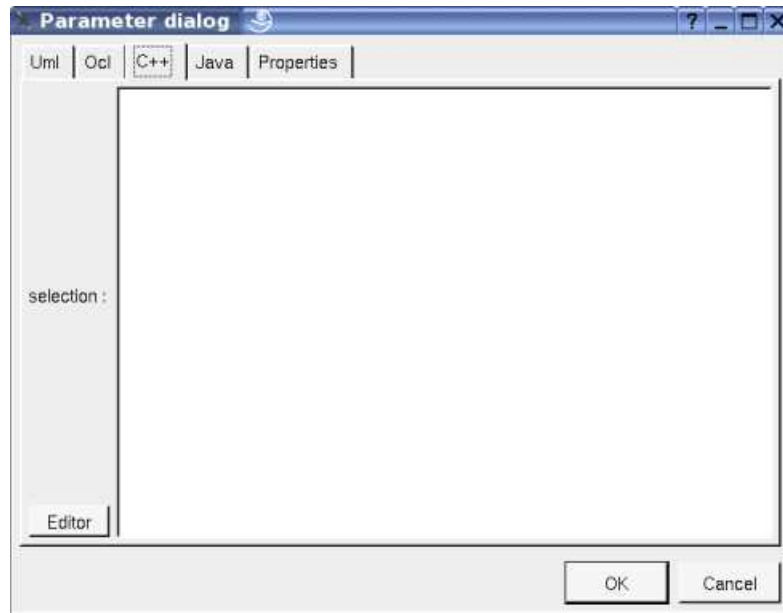 Parameter dialog ?
Uml Ocl C++ Java Properties
selection :
Editor
OK Cancel